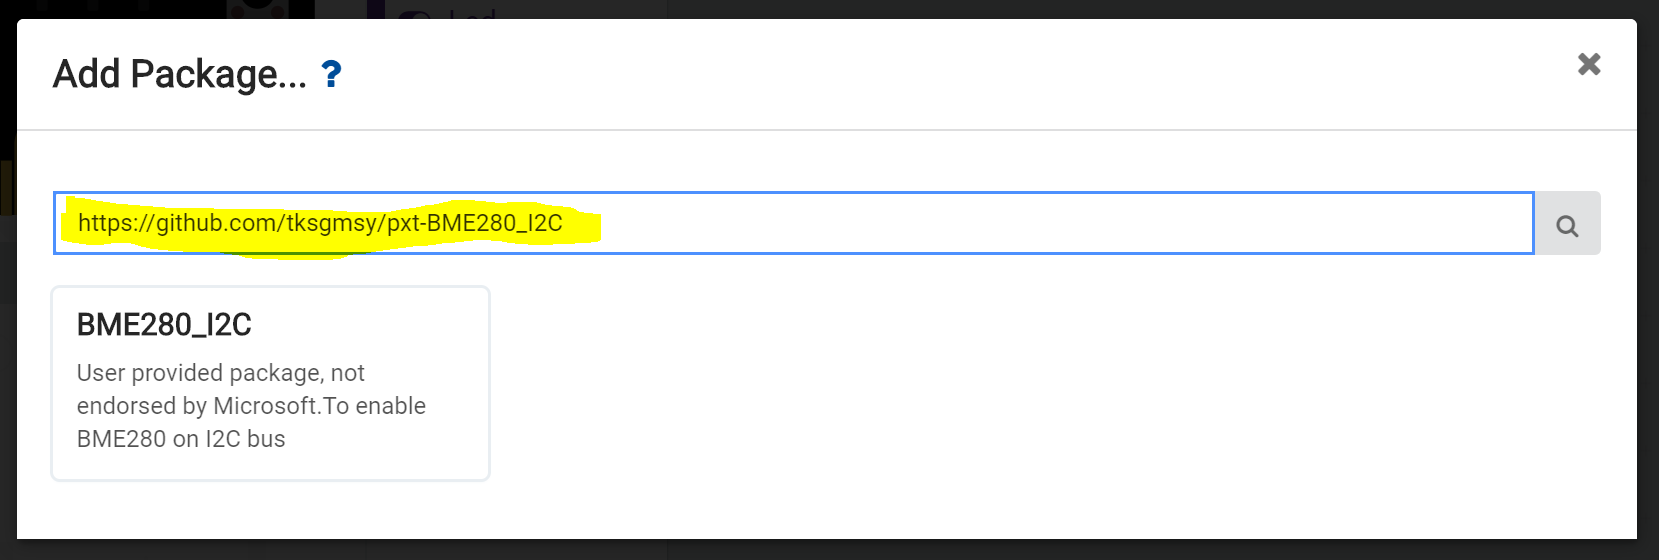 Led
Add Package... ?
https://github.com/tksgmsy/pxt-BME280_I2C
BME280_I2C
User provided package, not
endorsed by Microsoft.To enable
BME280 on I2C bus